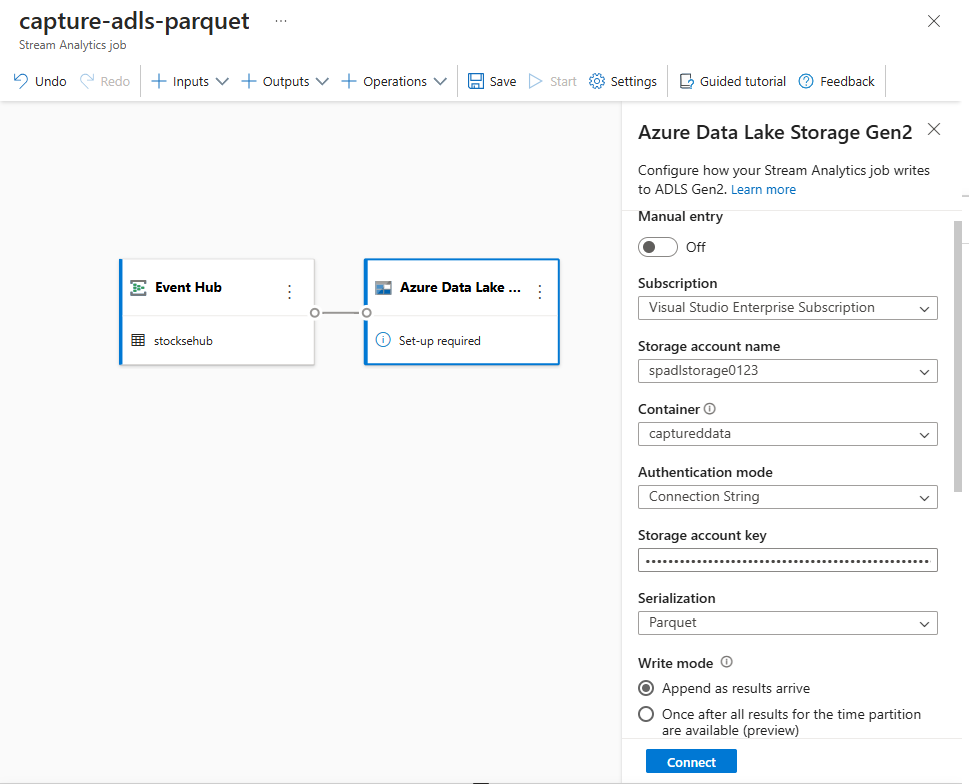 capture-adls-parquet ...
Stream Analytics job
Undo Redo Inputs Outputs Operations Save Start Settings Guided tutorial Feedback
Azure Data Lake Storage Gen2
Configure how your Stream Analytics job writes
to ADLS Gen2. Learn more
Manual entry
Off
Subscription
Visual Studio Enterprise Subscription
Storage account name
spadlstorage0123
Container
captureddata
Authentication mode
Connection String
Storage account key
Serialization
Parquet
Write mode
Append as results arrive
Once after all results for the time partition
are available (preview)
Connect
Event Hub
stocksehub
Azure Data Lake ...
Set-up required